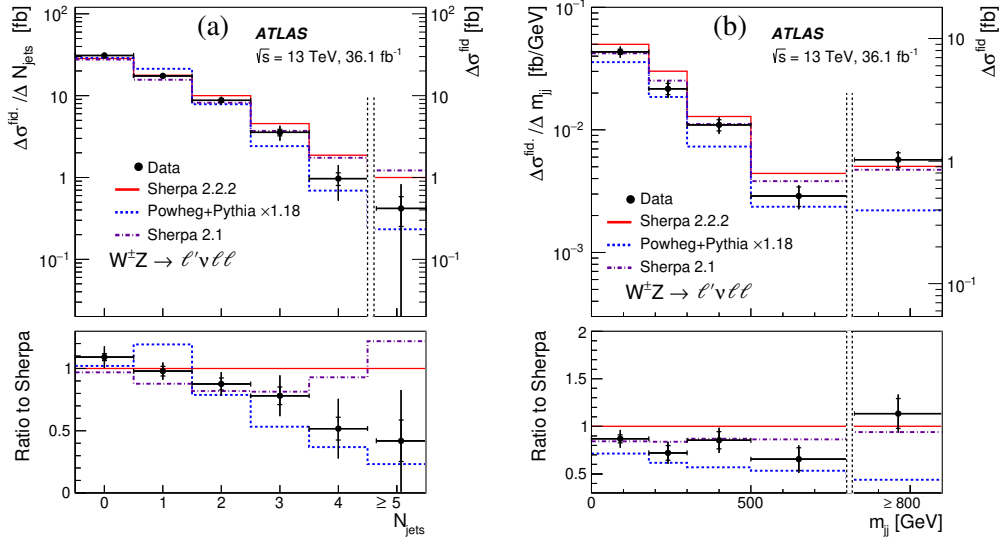 (a)
ATLAS
√s = 13 TeV, 36.1 fb⁻¹
Δσ^fid. / Δ N_jets [fb]
Δσ^fid [fb]
10²
10
1
10⁻¹
10²
10
1
10⁻¹
Data
Sherpa 2.2.2
Powheg+Pythia ×1.18
Sherpa 2.1
W^±Z → ℓ′ν ℓℓ
Ratio to Sherpa
1
0.5
0
0 1 2 3 4 ≥ 5
N_jets
(b)
ATLAS
√s = 13 TeV, 36.1 fb⁻¹
Δσ^fid. / Δ m_jj [fb/GeV]
Δσ^fid [fb]
10⁻¹
10⁻²
10⁻³
10
1
10⁻¹
Data
Sherpa 2.2.2
Powheg+Pythia ×1.18
Sherpa 2.1
W^±Z → ℓ′ν ℓℓ
Ratio to Sherpa
2
1.5
1
0.5
0 500 ≥ 800
m_jj [GeV]